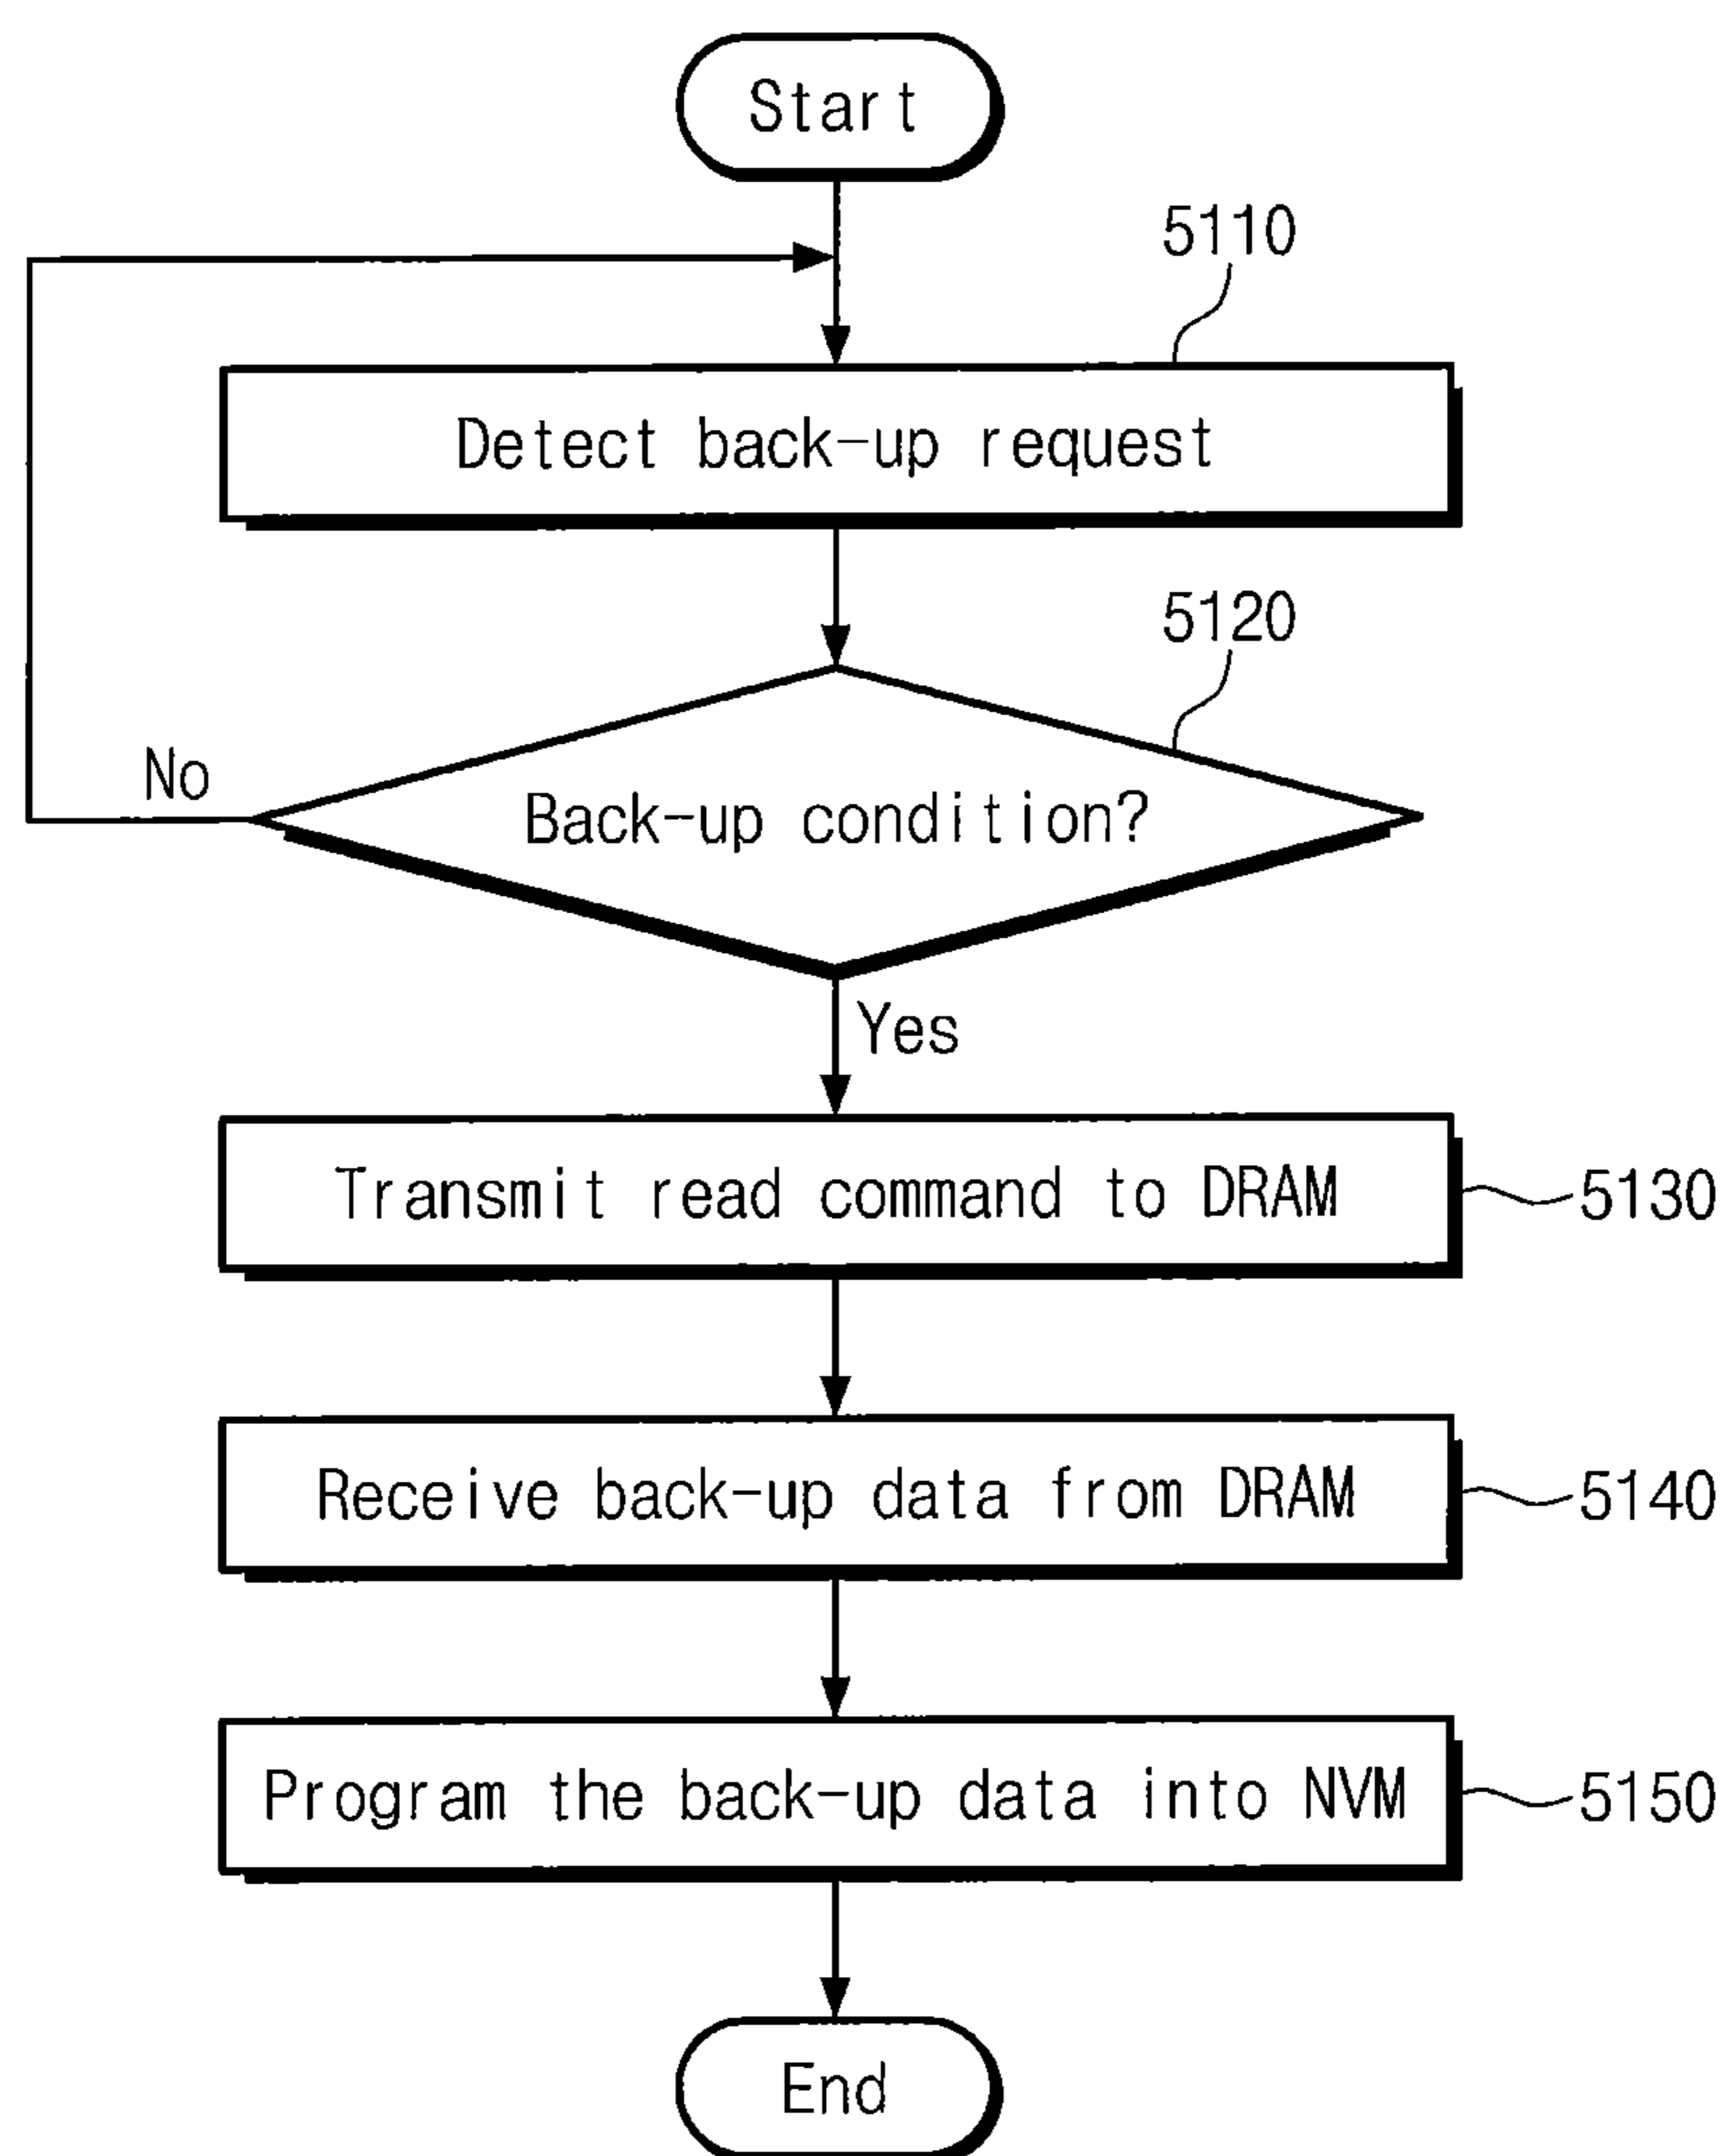 Start
5110
Detect back-up request
5120
No
Back-up condition?
Yes
Transmit read command to DRAM
5130
Receive back-up data from DRAM
5140
Program the back-up data into NVM
5150
End